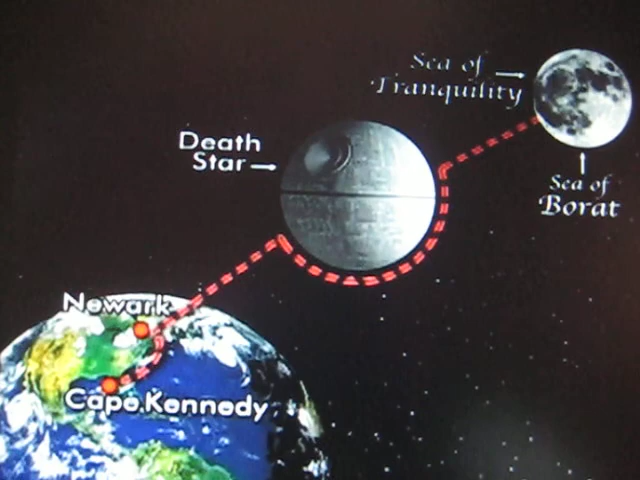 Sea of
Tranquility
Death
Star
Sea of
Borat
Newark
Cape Kennedy